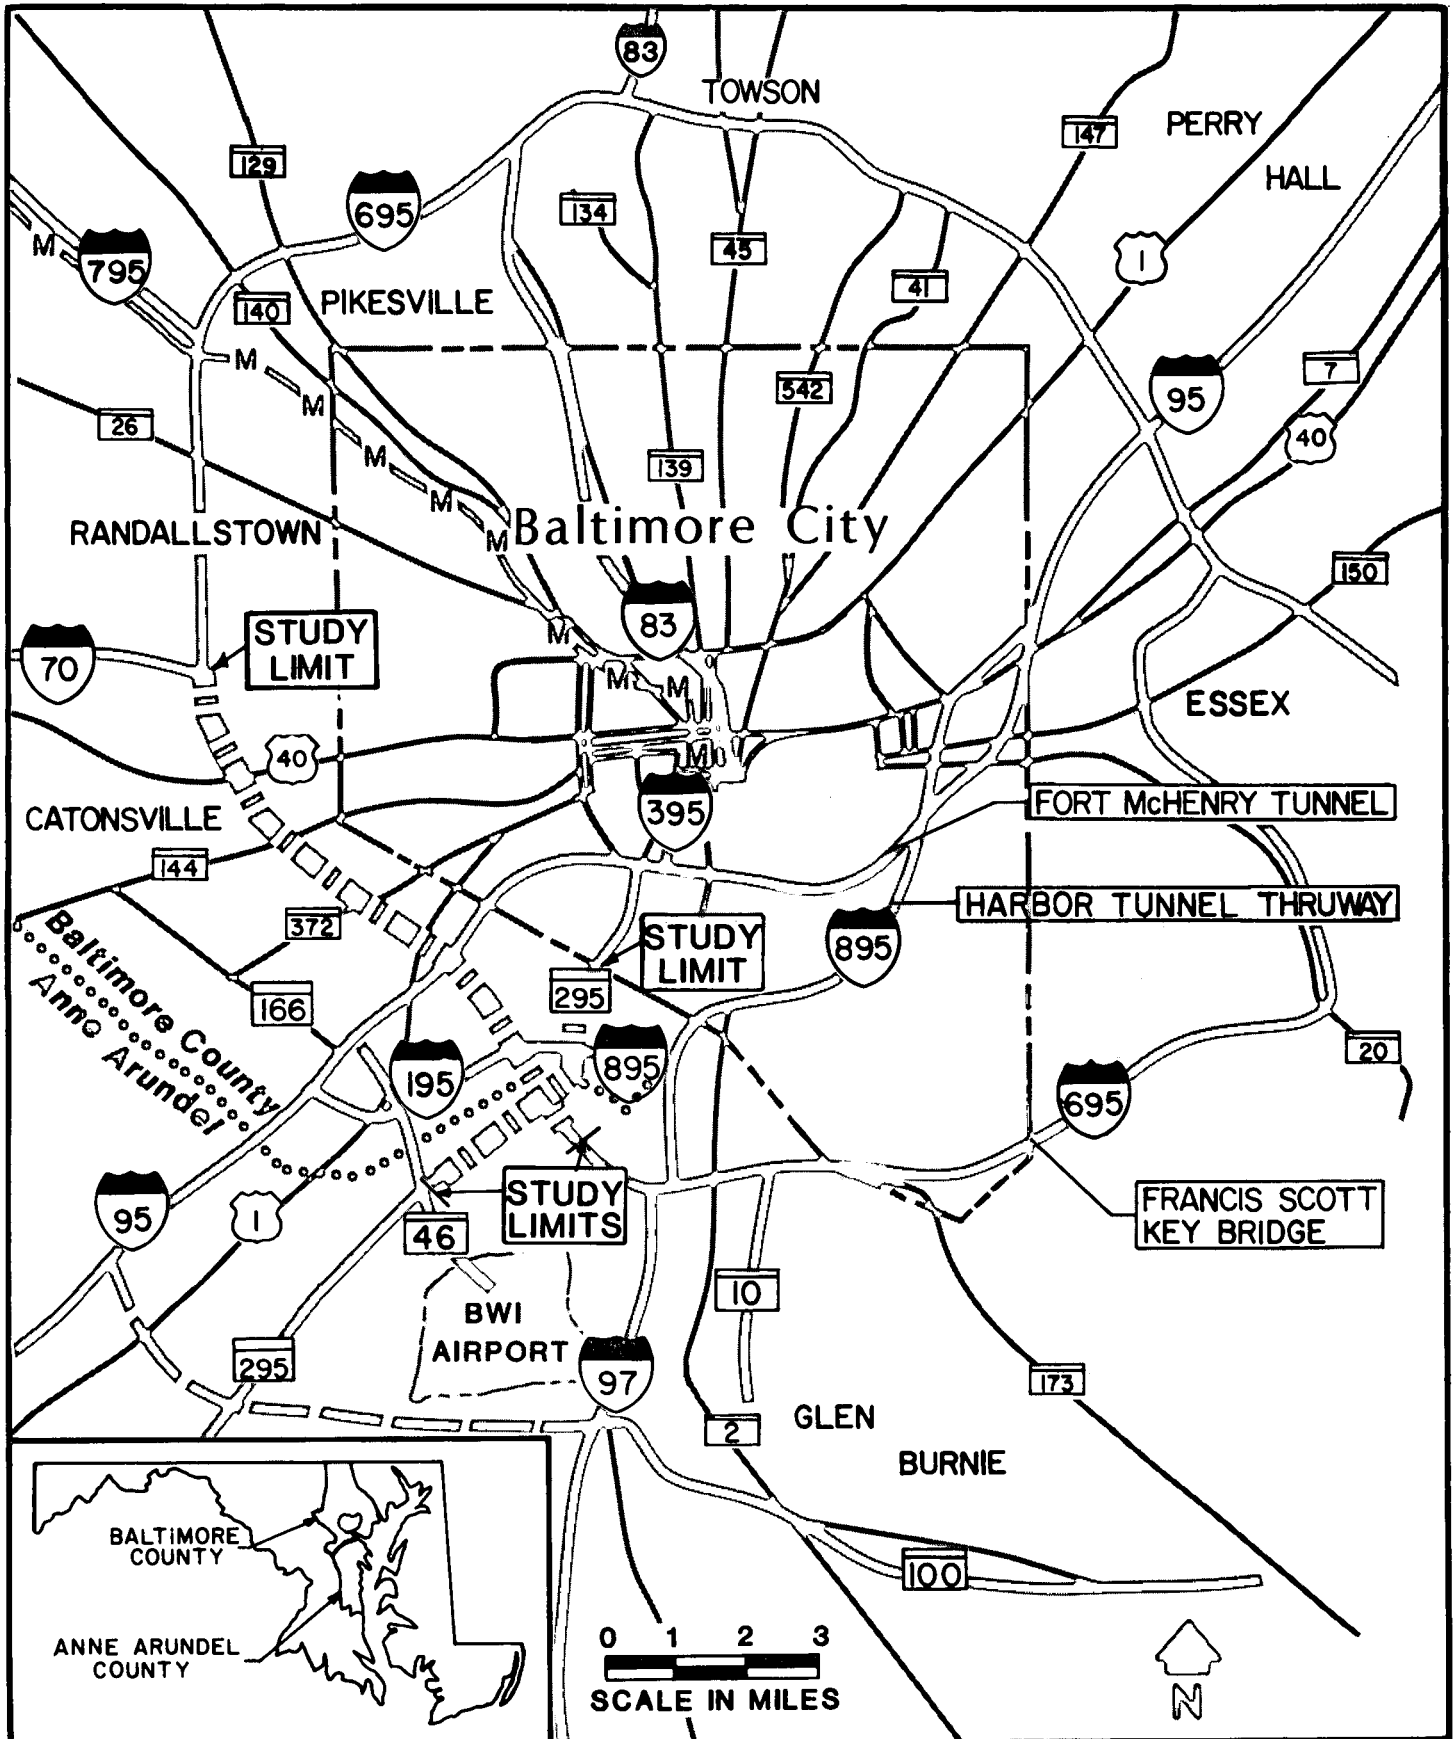 83
TOWSON
147
PERRY
HALL
129
695
134
45
1
M
795
41
140
PIKESVILLE
M
7
542
95
M
26
40
M
139
M
RANDALLSTOWN
Baltimore City
M
150
STUDY
LIMIT
83
M
70
M
M
ESSEX
40
M
395
FORT McHENRY TUNNEL
CATONSVILLE
144
HARBOR TUNNEL THRUWAY
372
STUDY
LIMIT
895
Baltimore County
Anne Arundel
295
166
895
195
20
695
STUDY
LIMITS
95
1
46
FRANCIS SCOTT
KEY BRIDGE
10
BWI
AIRPORT
295
97
173
GLEN
2
BURNIE
100
BALTIMORE
COUNTY
ANNE ARUNDEL
COUNTY
0 1 2 3
SCALE IN MILES
N